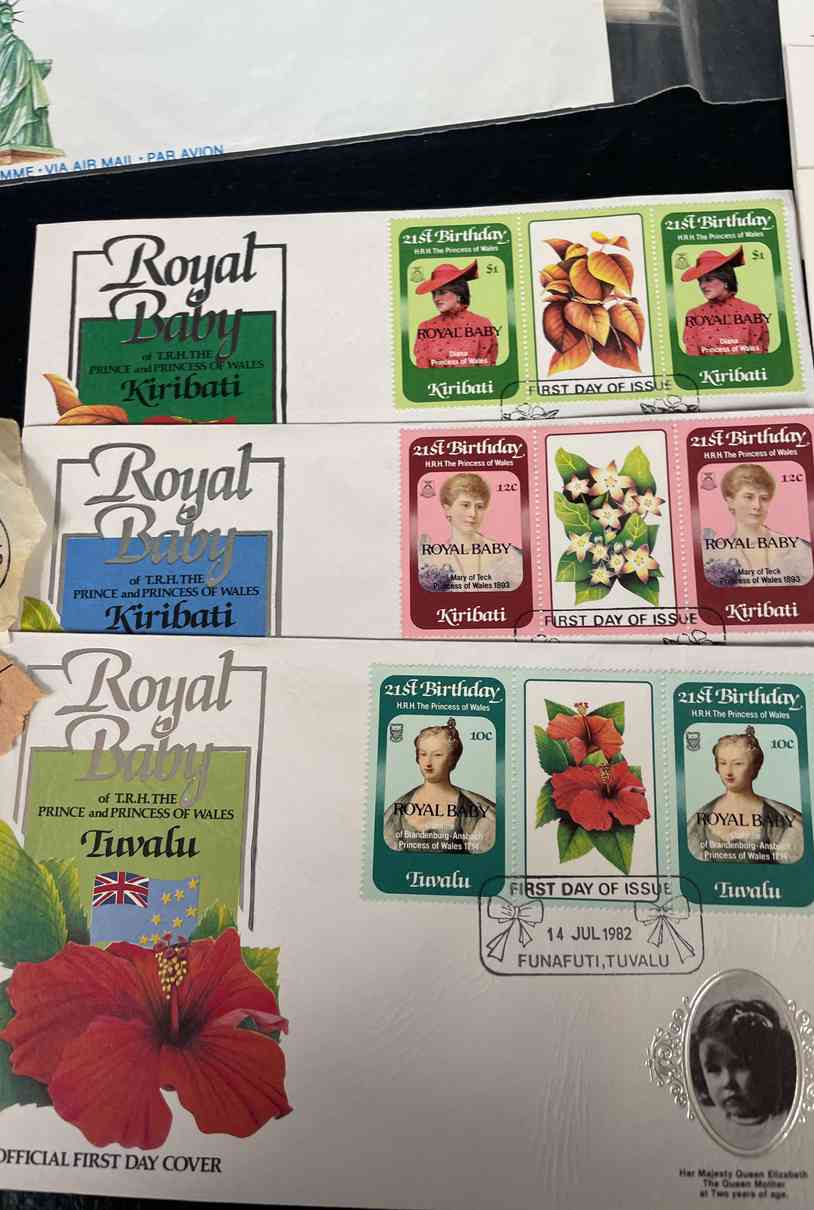 MME · VIA AIR MAIL · PAR AVION
Royal
Baby
of T.R.H. THE
PRINCE and PRINCESS OF WALES
Kiribati
21st Birthday
H.R.H. The Princess of Wales
$1
ROYAL BABY
Diana
Princess of Wales
Kiribati
21st Birthday
H.R.H. The Princess of Wales
$1
ROYAL BABY
Diana
Princess of Wales
Kiribati
FIRST DAY OF ISSUE
Royal
Baby
of T.R.H. THE
PRINCE and PRINCESS OF WALES
Kiribati
21st Birthday
H.R.H. The Princess of Wales
12c
ROYAL BABY
Mary of Teck
Princess of Wales 1893
Kiribati
21st Birthday
H.R.H. The Princess of Wales
12c
ROYAL BABY
Mary of Teck
Princess of Wales 1893
Kiribati
FIRST DAY OF ISSUE
Royal
Baby
of T.R.H. THE
PRINCE and PRINCESS OF WALES
Tuvalu
21st Birthday
H.R.H. The Princess of Wales
10c
ROYAL BABY
of Brandenburg-Ansbach
Princess of Wales 1714
Tuvalu
21st Birthday
H.R.H. The Princess of Wales
10c
ROYAL BABY
of Brandenburg-Ansbach
Princess of Wales 1714
Tuvalu
FIRST DAY OF ISSUE
14 JUL 1982
FUNAFUTI, TUVALU
OFFICIAL FIRST DAY COVER
Her Majesty Queen Elizabeth
The Queen Mother
at Two years of age.